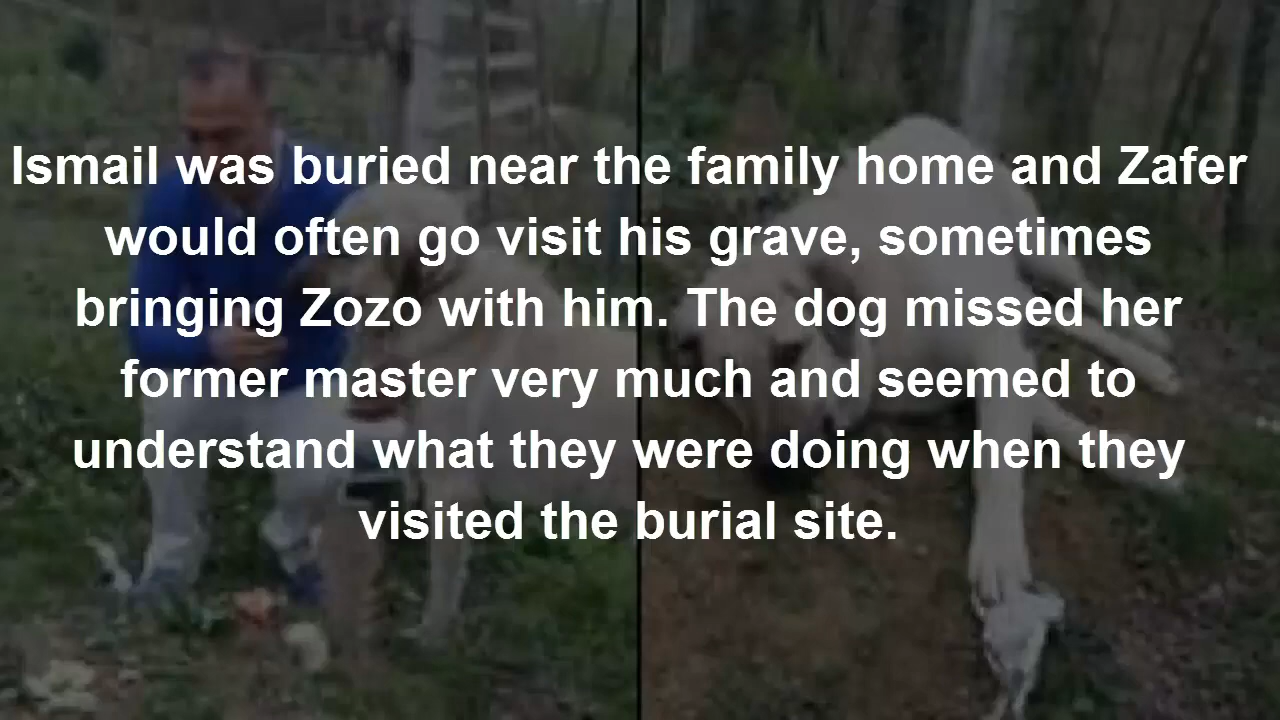 Ismail was buried near the family home and Zafer
would often go visit his grave, sometimes
bringing Zozo with him. The dog missed her
former master very much and seemed to
understand what they were doing when they
visited the burial site.